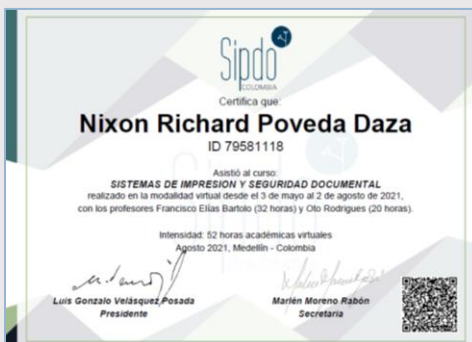 Sipdo
COLOMBIA
Certifica que:
Nixon Richard Poveda Daza
ID 79581118
Asistió al curso:
SISTEMAS DE IMPRESION Y SEGURIDAD DOCUMENTAL
realizado en la modalidad virtual desde el 3 de mayo al 2 de agosto de 2021,
con los profesores Francisco Elías Bartolo (32 horas) y Oto Rodrigues (20 horas).
Intensidad: 52 horas académicas virtuales
Agosto 2021, Medellín - Colombia
Luis Gonzalo Velásquez Posada
Presidente
Marlén Moreno Rabón
Secretaria